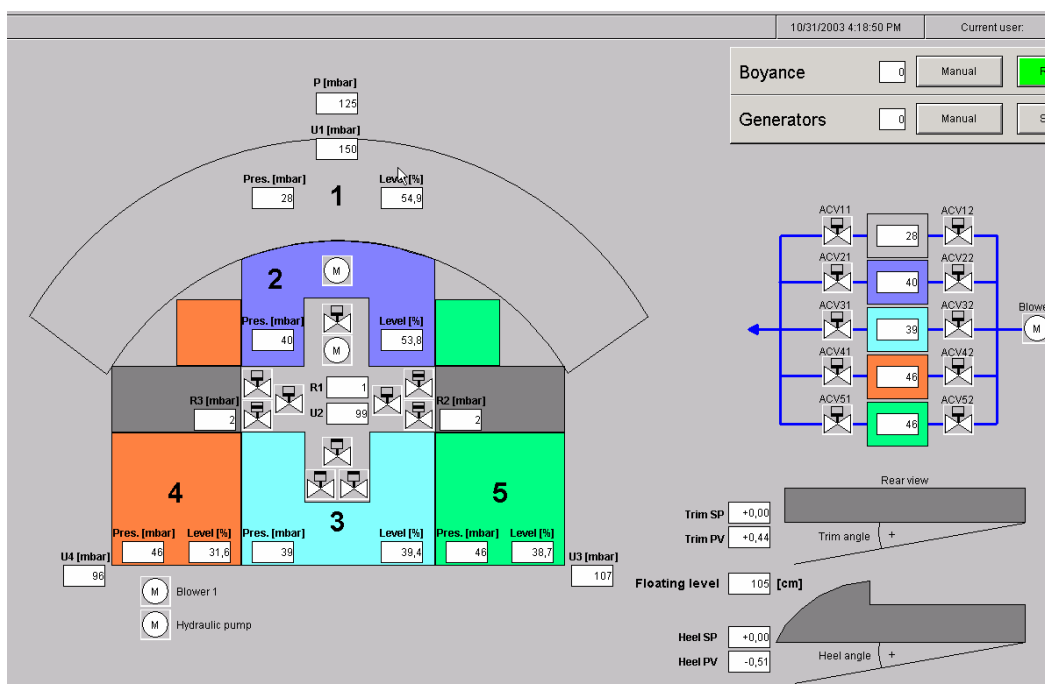 10/31/2003 4:18:50 PM Current user:
Boyance 0 Manual
Generators 0 Manual
P [mbar]
125
U1 [mbar]
150
Pres. [mbar] 1 Level [%]
28 54,9
2 M
Pres. [mbar] Level [%]
40 M 53,8
R1 1
R3 [mbar] U2 99 R2 [mbar]
2 2
4 3 5
Pres. [mbar] Level [%] Pres. [mbar] Level [%] Pres. [mbar] Level [%]
46 31,6 39 39,4 46 38,7
U4 [mbar] U3 [mbar]
96 107
M Blower 1
M Hydraulic pump
ACV11 28 ACV12
ACV21 40 ACV22
ACV31 39 ACV32
Blowe
M
ACV41 46 ACV42
ACV51 46 ACV52
Rear view
Trim SP +0,00
Trim PV +0,44 Trim angle +
Floating level 105 [cm]
Heel SP +0,00
Heel PV -0,51 Heel angle +